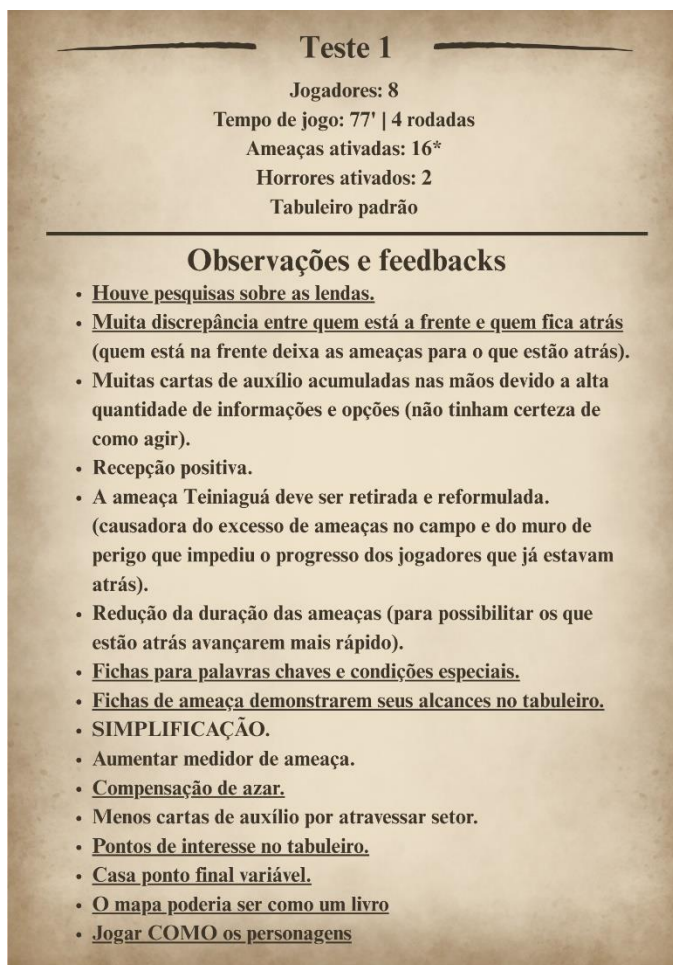 Teste 1
Jogadores: 8
Tempo de jogo: 77' | 4 rodadas
Ameaças ativadas: 16*
Horrores ativados: 2
Tabuleiro padrão
Observações e feedbacks
• Houve pesquisas sobre as lendas.
• Muita discrepância entre quem está a frente e quem fica atrás
(quem está na frente deixa as ameaças para o que estão atrás).
• Muitas cartas de auxílio acumuladas nas mãos devido a alta
quantidade de informações e opções (não tinham certeza de
como agir).
• Recepção positiva.
• A ameaça Teiniaguá deve ser retirada e reformulada.
(causadora do excesso de ameaças no campo e do muro de
perigo que impediu o progresso dos jogadores que já estavam
atrás).
• Redução da duração das ameaças (para possibilitar os que
estão atrás avançarem mais rápido).
• Fichas para palavras chaves e condições especiais.
• Fichas de ameaça demonstrarem seus alcances no tabuleiro.
• SIMPLIFICAÇÃO.
• Aumentar medidor de ameaça.
• Compensação de azar.
• Menos cartas de auxílio por atravessar setor.
• Pontos de interesse no tabuleiro.
• Casa ponto final variável.
• O mapa poderia ser como um livro
• Jogar COMO os personagens